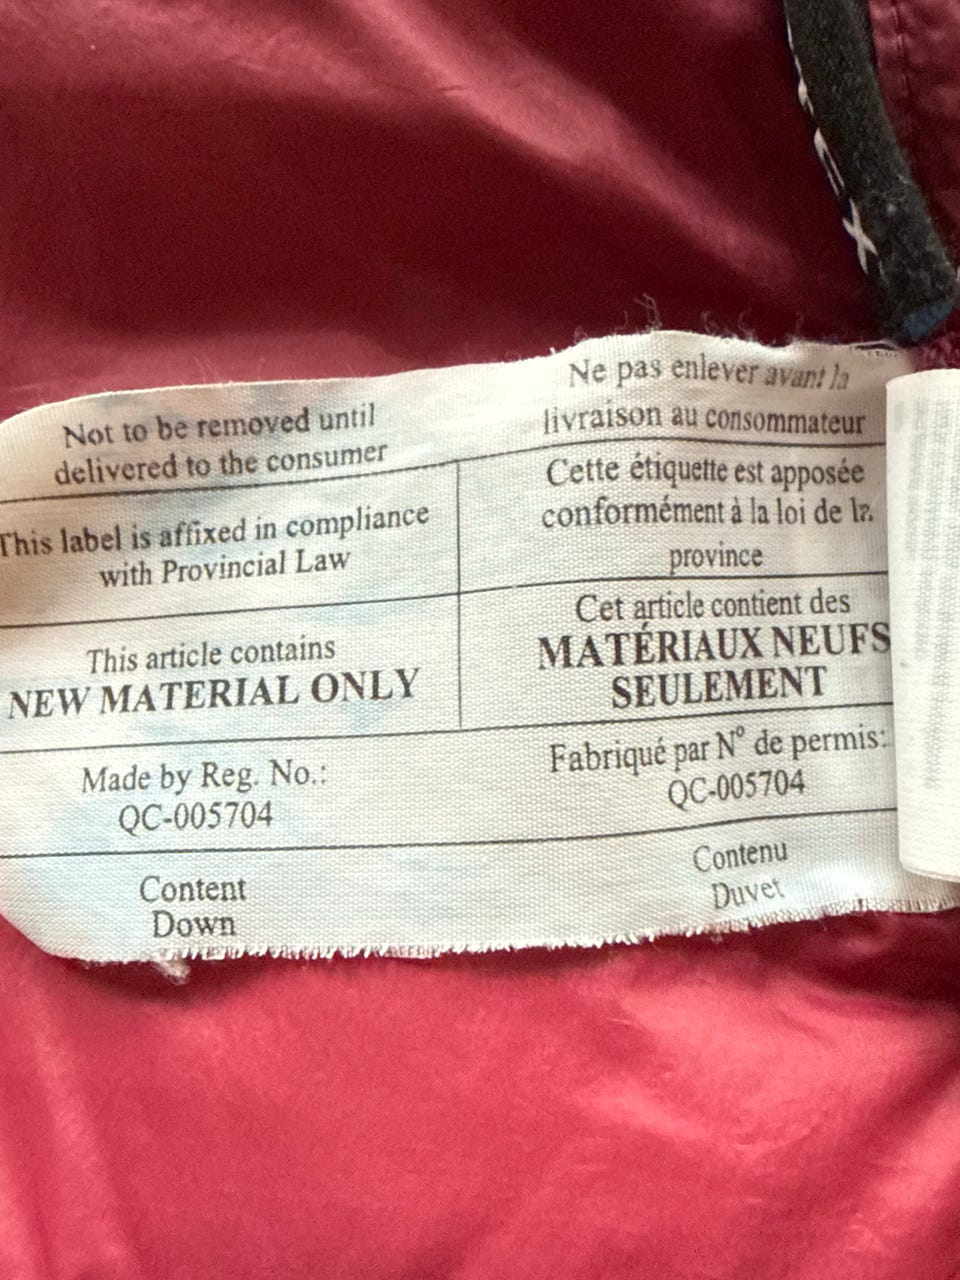 Not to be removed until
delivered to the consumer
Ne pas enlever avant la
livraison au consommateur
This label is affixed in compliance
with Provincial Law
Cette étiquette est apposée
conformément à la loi de la
province
This article contains
NEW MATERIAL ONLY
Cet article contient des
MATÉRIAUX NEUFS
SEULEMENT
Made by Reg. No.:
QC-005704
Fabriqué par N° de permis:
QC-005704
Content
Down
Contenu
Duvet